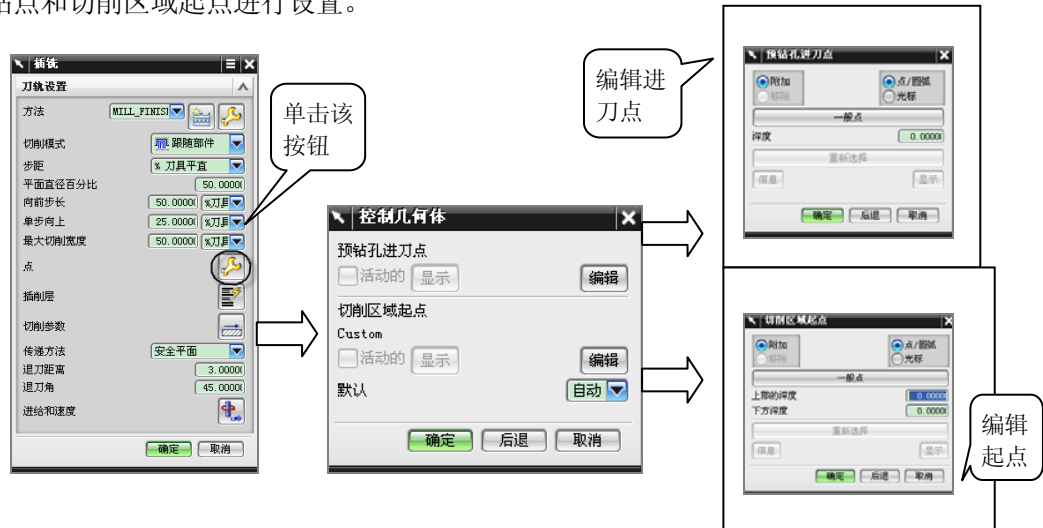 钻点和切削区域起点进行设置。
插铣
刀轨设置
方法 MILL_FINISI
切削模式 跟随部件
步距 % 刀具平直
平面直径百分比 50.0000
向前步长 50.0000 %刀具
单步向上 25.0000 %刀具
最大切削宽度 50.0000 %刀具
点
插削层
切削参数
传递方法 安全平面
退刀距离 3.0000
退刀角 45.0000
进给和速度
确定 取消
单击该
按钮
控制几何体
预钻孔进刀点
活动的 显示 编辑
切削区域起点
Custom
活动的 显示 编辑
默认 自动
确定 后退 取消
编辑进
刀点
预钻孔进刀点
附加 点/圆弧
移除 光标
一般点
深度 0.0000
重新选择
信息 显示
确定 后退 取消
切削区域起点
附加 点/圆弧
移除 光标
一般点
上部的深度 0.0000
下方深度 0.0000
重新选择
信息 显示
确定 后退 取消
编辑
起点